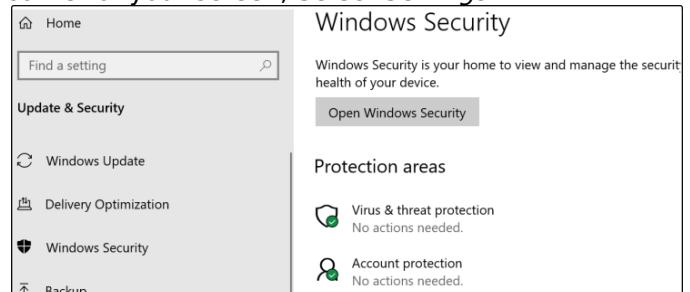 Home
Find a setting
Update & Security
Windows Update
Delivery Optimization
Windows Security
Backup
Windows Security
Windows Security is your home to view and manage the securit
health of your device.
Open Windows Security
Protection areas
Virus & threat protection
No actions needed.
Account protection
No actions needed.